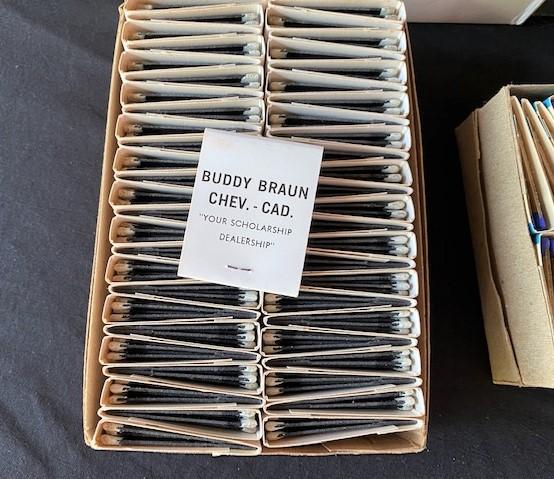 BUDDY BRAUN
CHEV. - CAD.
"YOUR SCHOLARSHIP
DEALERSHIP"